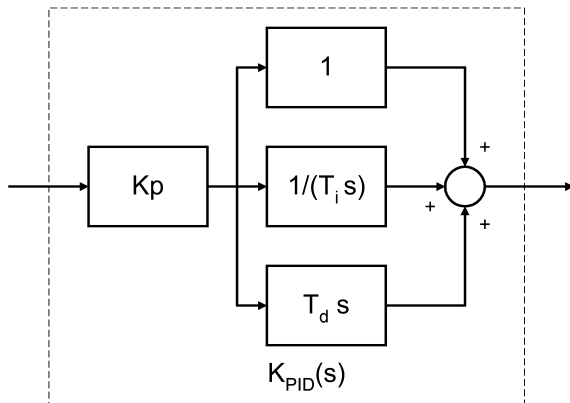 1
+
Kp
1/(T_i s)
+
+
T_d s
K_PID(s)